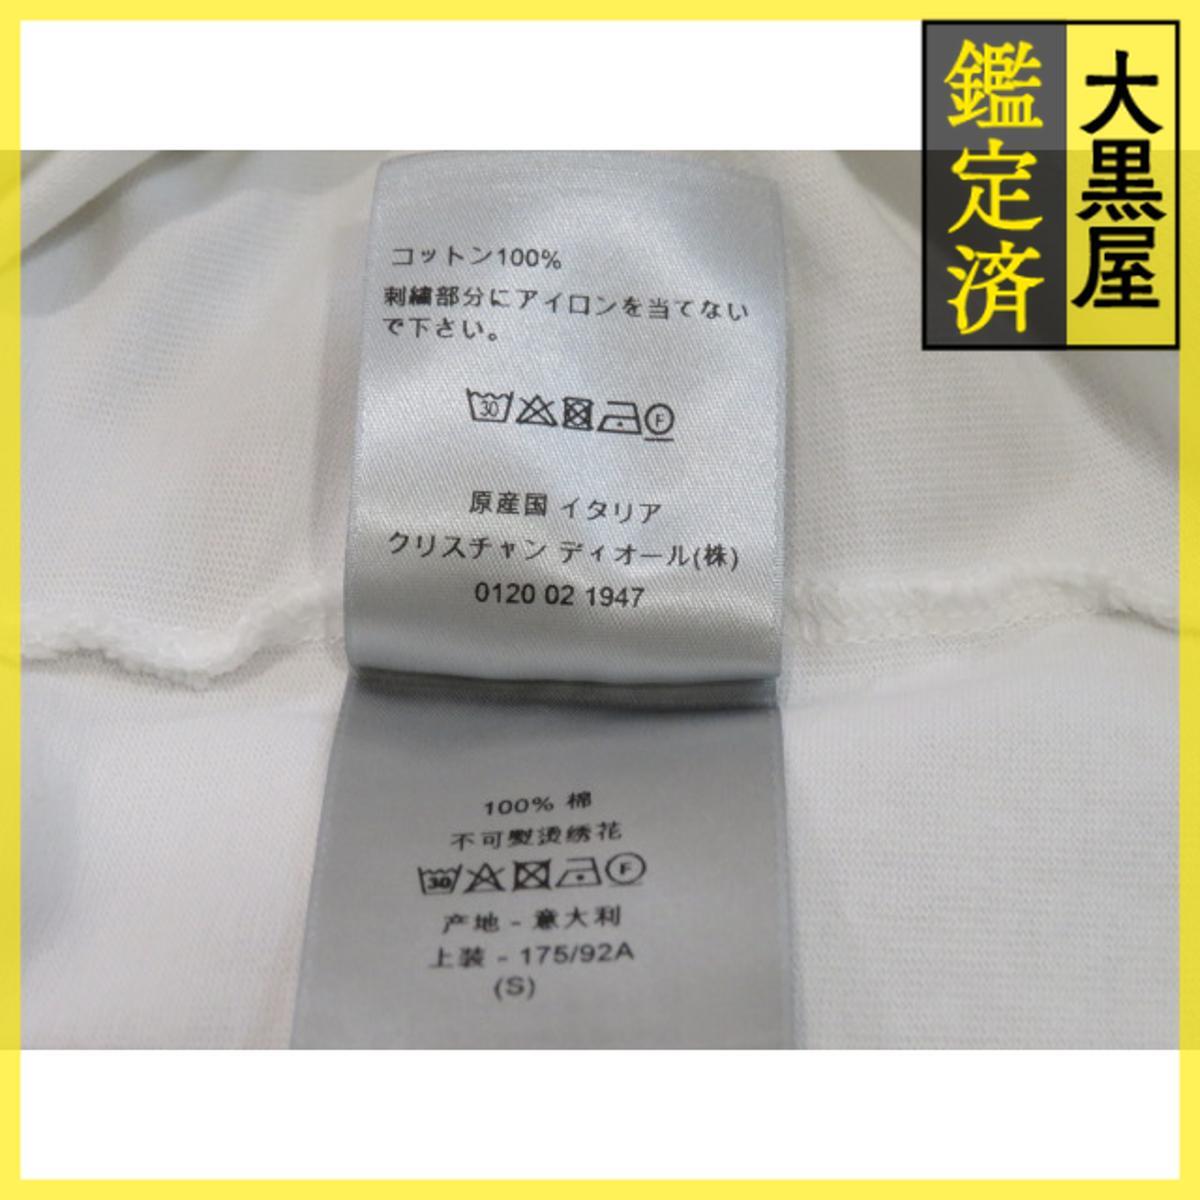 鑑定済
大黒屋
コットン100%
刺繍部分にアイロンを当てない
で下さい。
30
F
原産国 イタリア
クリスチャン ディオール(株)
0120 02 1947
100% 棉
不可熨烫绣花
30
F
产地 - 意大利
上装 - 175/92A
(S)